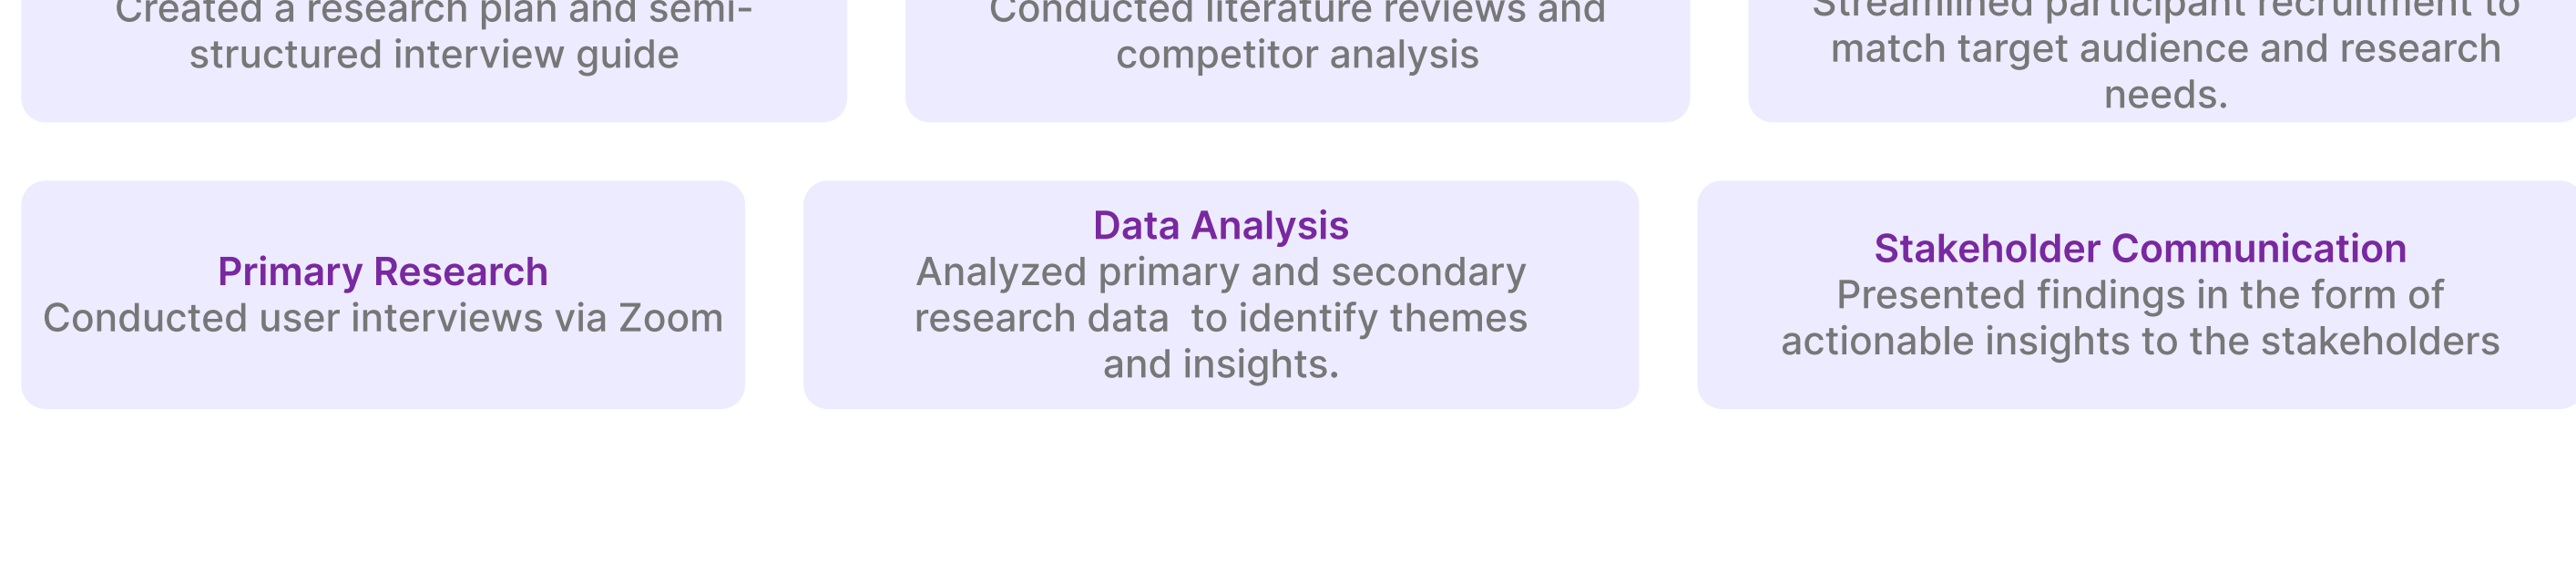 Created a research plan and semi-
structured interview guide
Conducted literature reviews and
competitor analysis
Streamlined participant recruitment to
match target audience and research
needs.
Primary Research
Conducted user interviews via Zoom
Data Analysis
Analyzed primary and secondary
research data  to identify themes
and insights.
Stakeholder Communication
Presented findings in the form of
actionable insights to the stakeholders